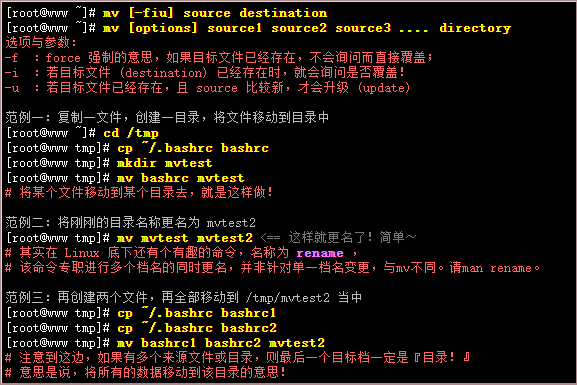 [root@www ~]# mv [-fiu] source destination
[root@www ~]# mv [options] source1 source2 source3 .... directory
选项与参数：
-f  ：force 强制的意思，如果目标文件已经存在，不会询问而直接覆盖；
-i  ：若目标文件 (destination) 已经存在时，就会询问是否覆盖！
-u  ：若目标文件已经存在，且 source 比较新，才会升级 (update)
范例一：复制一文件，创建一目录，将文件移动到目录中
[root@www ~]# cd /tmp
[root@www tmp]# cp ~/.bashrc bashrc
[root@www tmp]# mkdir mvtest
[root@www tmp]# mv bashrc mvtest
# 将某个文件移动到某个目录去，就是这样做！
范例二：将刚刚的目录名称更名为 mvtest2
[root@www tmp]# mv mvtest mvtest2 <== 这样就更名了！简单～
# 其实在 Linux 底下还有个有趣的命令，名称为 rename ，
# 该命令专职进行多个档名的同时更名，并非针对单一档名变更，与mv不同。请man rename。
范例三：再创建两个文件，再全部移动到 /tmp/mvtest2 当中
[root@www tmp]# cp ~/.bashrc bashrc1
[root@www tmp]# cp ~/.bashrc bashrc2
[root@www tmp]# mv bashrc1 bashrc2 mvtest2
# 注意到这边，如果有多个来源文件或目录，则最后一个目标档一定是『目录！』
# 意思是说，将所有的数据移动到该目录的意思！